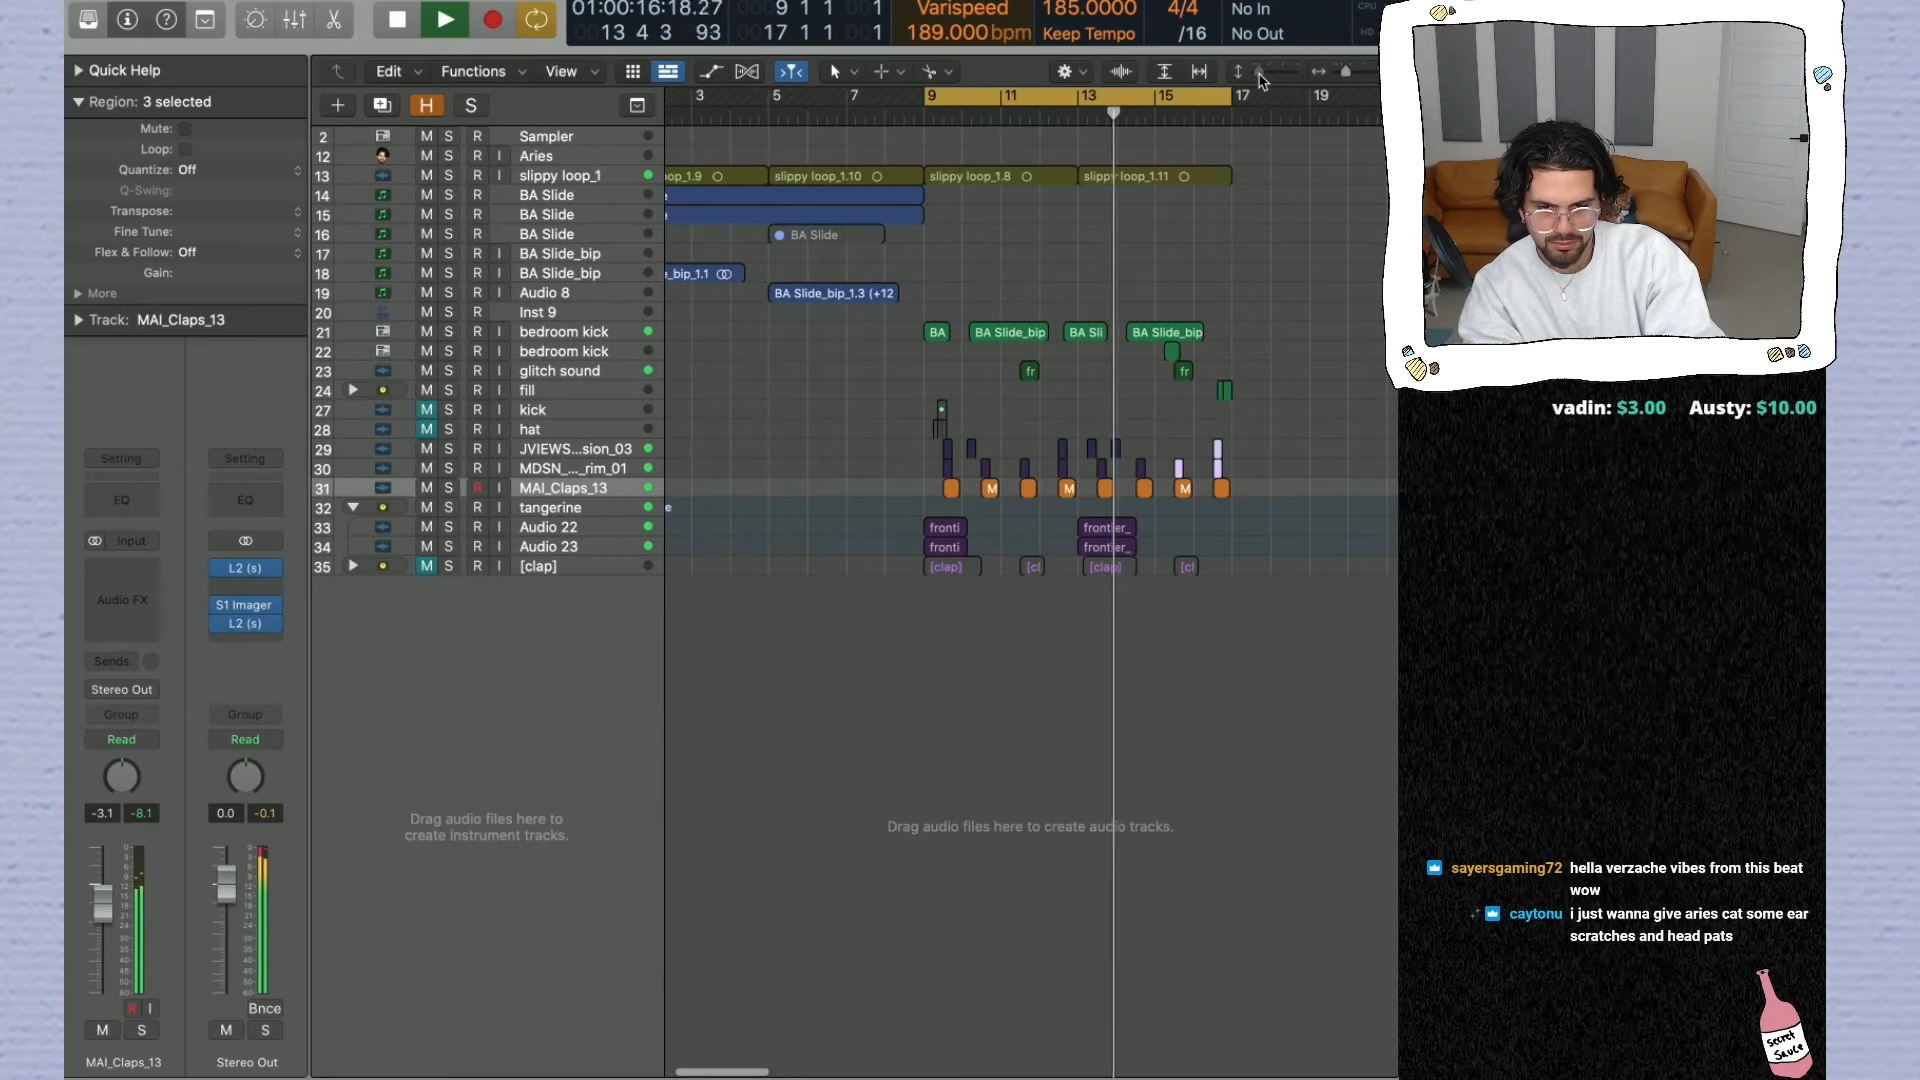 01:00:16:18.27
13 4 3 93
9 1 1 1
17 1 1 1
Varispeed
189.000 bpm
185.0000
Keep Tempo
4/4
/16
No In
No Out
CPU
HD
Quick Help
Region: 3 selected
Mute:
Loop:
Quantize: Off
Q-Swing:
Transpose:
Fine Tune:
Flex & Follow: Off
Gain:
More
Track: MAI_Claps_13
Edit
Functions
View
H
S
3
5
7
9
11
13
15
17
19
2 M S R Sampler
12 M S R I Aries
13 M S R I slippy loop_1
14 M S R BA Slide
15 M S R BA Slide
16 M S R BA Slide
17 M S R I BA Slide_bip
18 M S R I BA Slide_bip
19 M S R I Audio 8
20 M S R Inst 9
21 M S R bedroom kick
22 M S R bedroom kick
23 M S R I glitch sound
24 M S R I fill
27 M S R I kick
28 M S R I hat
29 M S R I JVIEWS...sion_03
30 M S R I MDSN_..._rim_01
31 M S R I MAI_Claps_13
32 M S R I tangerine
33 M S R I Audio 22
34 M S R I Audio 23
35 M S R I [clap]
op_1.9
slippy loop_1.10
slippy loop_1.8
slippy loop_1.11
e
e
BA Slide
e_bip_1.1
BA Slide_bip_1.3 (+12
BA
BA Slide_bip
BA Sli
BA Slide_bip
fr
fr
M
M
M
e
fronti
frontier_
fronti
frontier_
[clap]
[cl
[clap]
[cl
Setting
Setting
EQ
EQ
Input
L2 (s)
Audio FX
S1 Imager
L2 (s)
Sends
Stereo Out
Group
Group
Read
Read
-3.1 -8.1
0.0 -0.1
R I
Bnce
M S
M S
MAI_Claps_13
Stereo Out
Drag audio files here to
create instrument tracks.
Drag audio files here to create audio tracks.
vadin: $3.00 Austy: $10.00
sayersgaming72 hella verzache vibes from this beat
wow
caytonu i just wanna give aries cat some ear
scratches and head pats
Secret
Sauce